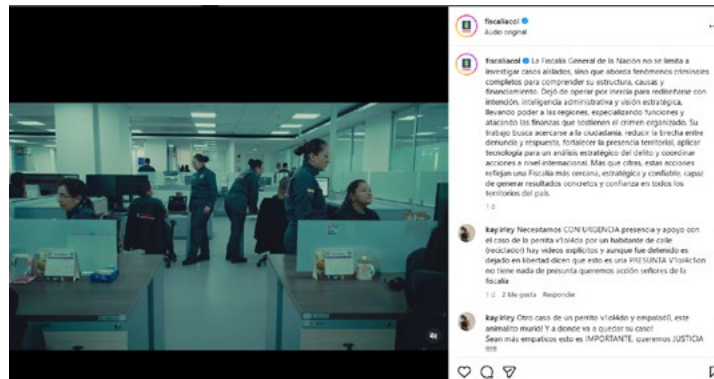 fiscaliacol
Audio original
fiscaliacol La Fiscalía General de la Nación no se limita a
investigar casos aislados, sino que aborda fenómenos criminales
completos para comprender su estructura, causas y
financiamiento. Dejó de operar por inercia para rediseñarse con
intención, inteligencia administrativa y visión estratégica,
llevando poder a las regiones, especializando funciones y
atacando las finanzas que sostienen el crimen organizado. Su
trabajo busca acercarse a la ciudadanía, reducir la brecha entre
denuncia y respuesta, fortalecer la presencia territorial, aplicar
tecnología para un análisis estratégico del delito y coordinar
acciones a nivel internacional. Mas que cifras, estas acciones
reflejan una Fiscalía más cercana, estratégica y confiable, capaz
de generar resultados concretos y confianza en todos los
territorios del país.
1 d
kay.irley Necesitamos CON URGENCIA presencia y apoyo con
el caso de la perrita v1ol4da por un habitante de calle
(reciclador) hay videos explícitos y aunque fue detenido es
dejado en libertad dicen que esto es una PRESUNTA V1ol4c1on
no tiene nada de presunta queremos acción señores de la
fiscalía
1 d 2 Me gusta Responder
kay.irley Otro caso de un perrito v1ol4do y empalad0, este
animalito murió! Y a donde va a quedar su caso!
Sean más empaticos esto es IMPORTANTE, queremos JUSTICIA